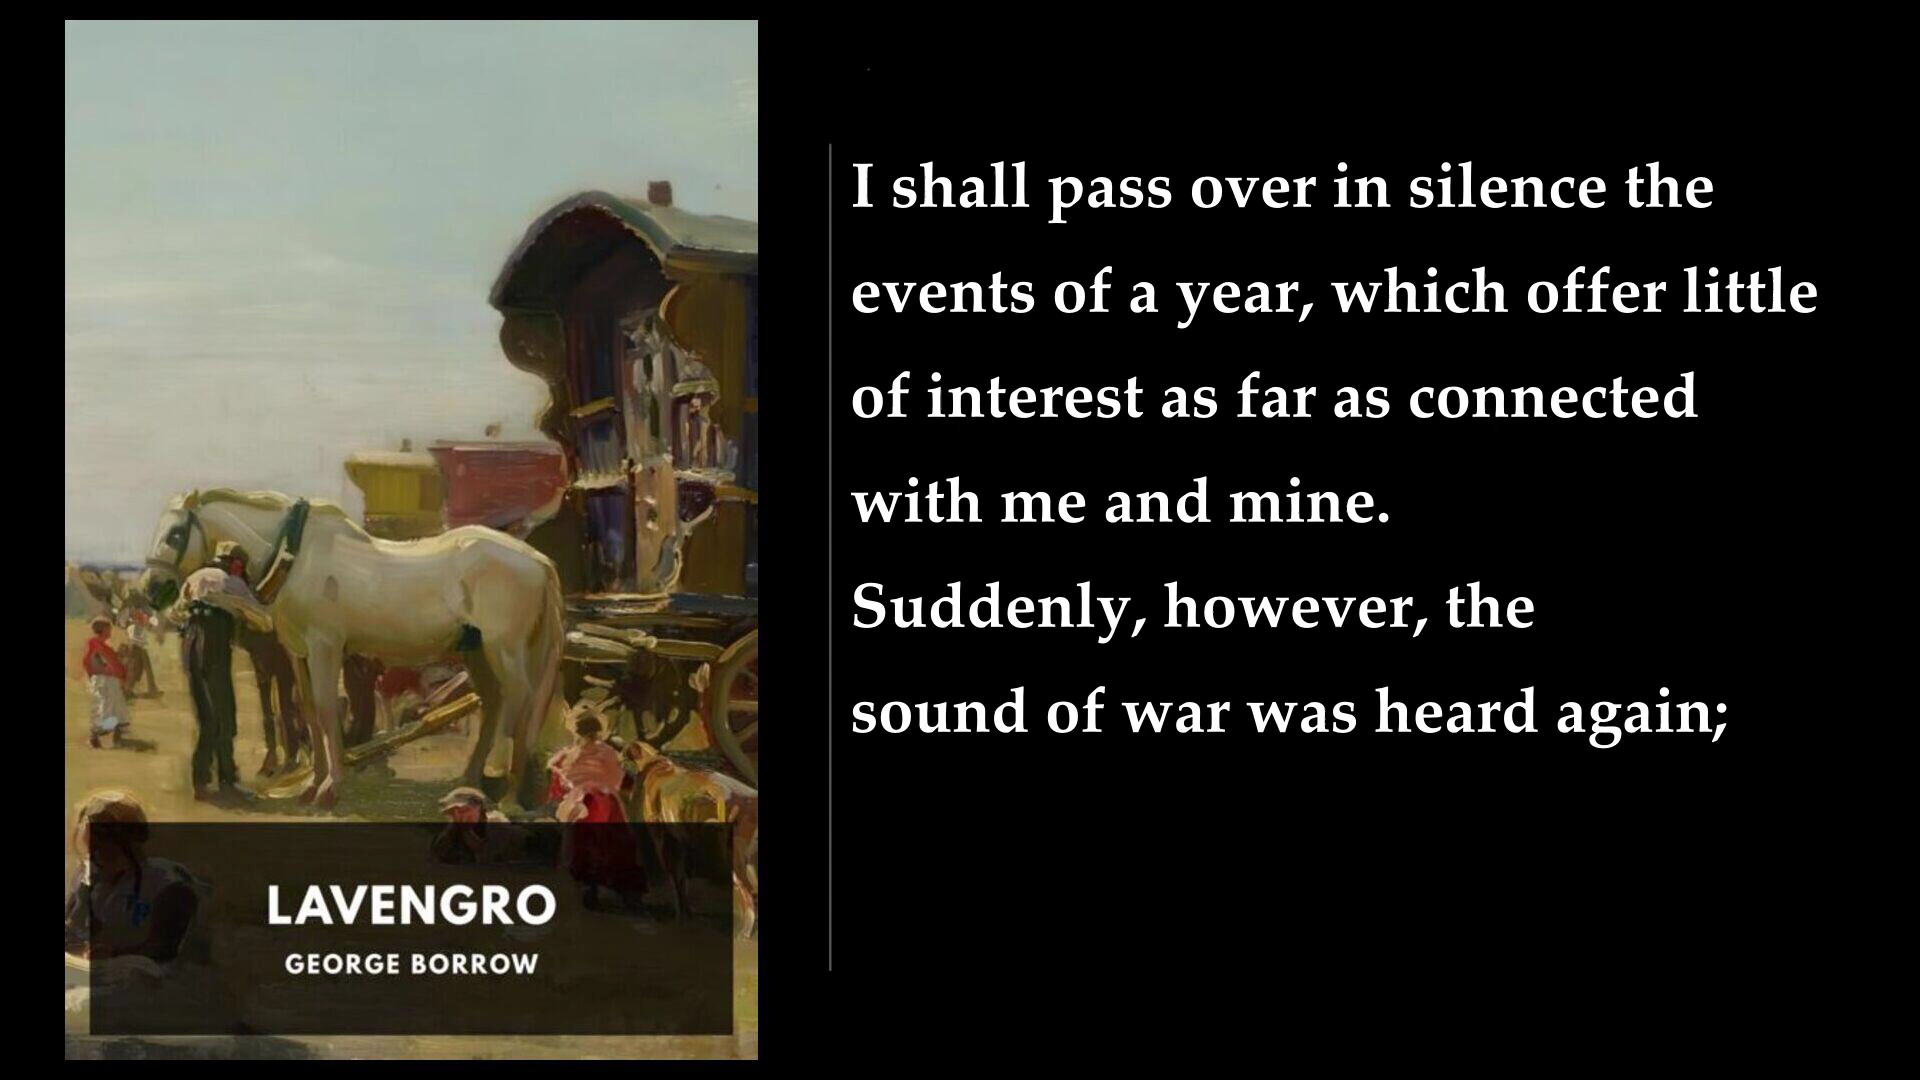 I shall pass over in silence the
events of a year, which offer little
of interest as far as connected
with me and mine.
Suddenly, however, the
sound of war was heard again;
LAVENGRO
GEORGE BORROW